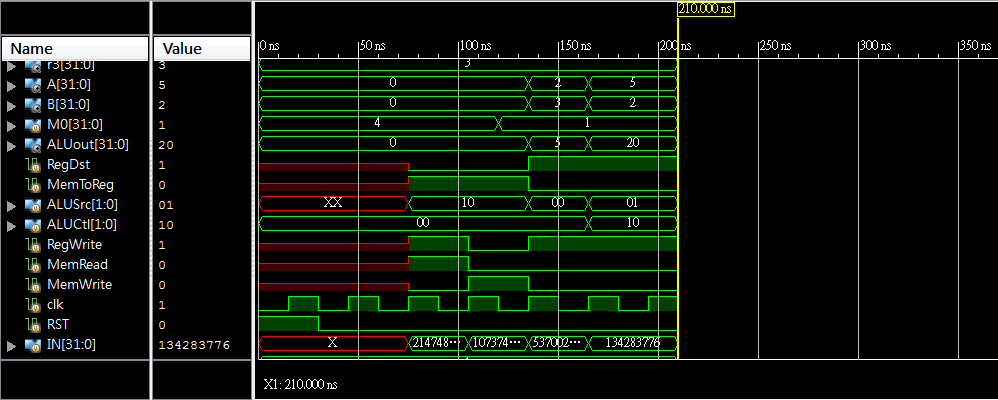 210.000 ns
Name Value 0 ns 50 ns 100 ns 150 ns 200 ns 250 ns 300 ns 350 ns
r3[31:0] 3 3
A[31:0] 5 0 2 5
B[31:0] 2 0 3 2
M0[31:0] 1 4 1
ALUout[31:0] 20 0 5 20
RegDst 1
MemToReg 0
ALUSrc[1:0] 01 XX 10 00 01
ALUCtl[1:0] 10 00 10
RegWrite 1
MemRead 0
MemWrite 0
clk 1
RST 0
IN[31:0] 134283776 X 214748··· 107374··· 537002··· 134283776
X1: 210.000 ns